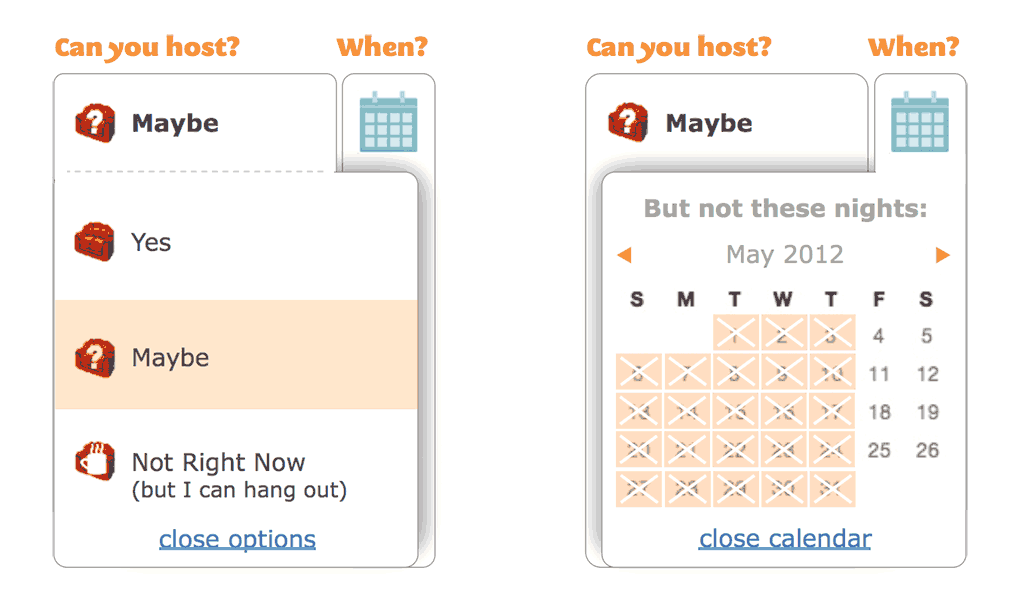 Can you host? When?
Maybe
Yes
Maybe
Not Right Now
(but I can hang out)
close options
Can you host? When?
Maybe
But not these nights:
May 2012
S M T W T F S
1 2 3 4 5
6 7 8 9 10 11 12
13 14 15 16 17 18 19
20 21 22 23 24 25 26
27 28 29 30 31
close calendar